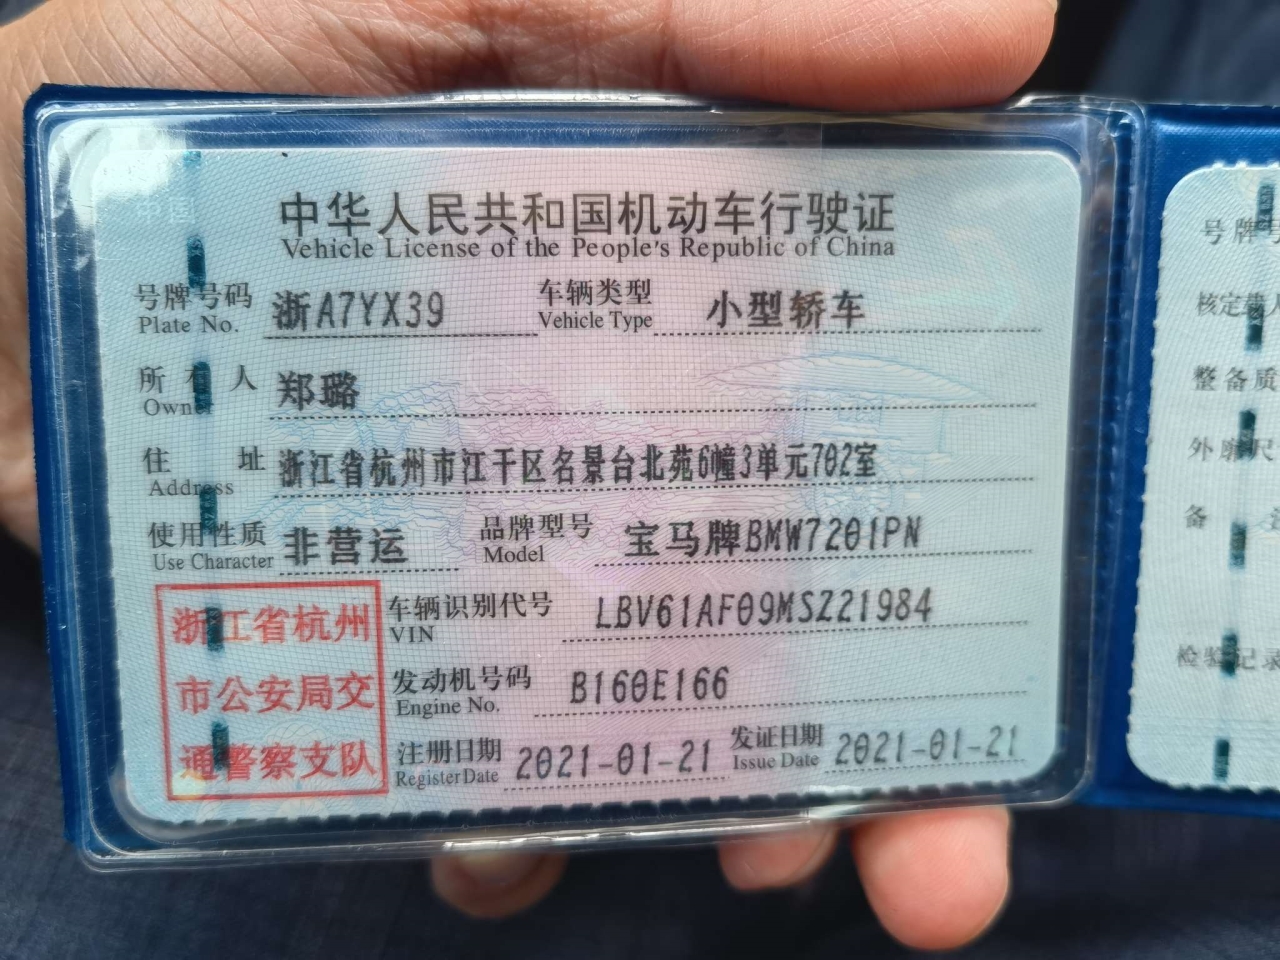 中华人民共和国机动车行驶证
Vehicle License of the People's Republic of China
号牌号码 浙A7YX39 车辆类型 小型轿车
Plate No. Vehicle Type
所有人 郑璐
Owner
住址 浙江省杭州市江干区名景台北苑6幢3单元702室
Address
使用性质 非营运 品牌型号 宝马牌BMW7201PN
Use Character Model
浙江省杭州
市公安局交
通警察支队
车辆识别代号 LBV61AF09MSZ21984
VIN
发动机号码 B160E166
Engine No.
注册日期 2021-01-21 发证日期 2021-01-21
Register Date Issue Date
号牌号
核定载人
整备质
外廓尺
备
检验记录